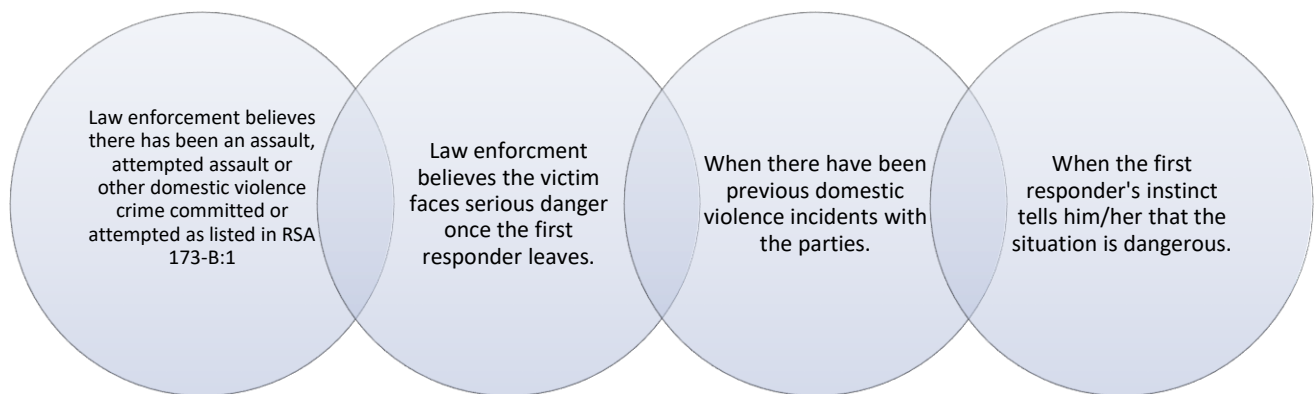 Law enforcement believes
there has been an assault,
attempted assault or
other domestic violence
crime committed or
attempted as listed in RSA
173-B:1
Law enforcment
believes the victim
faces serious danger
once the first
responder leaves.
When there have been
previous domestic
violence incidents with
the parties.
When the first
responder's instinct
tells him/her that the
situation is dangerous.